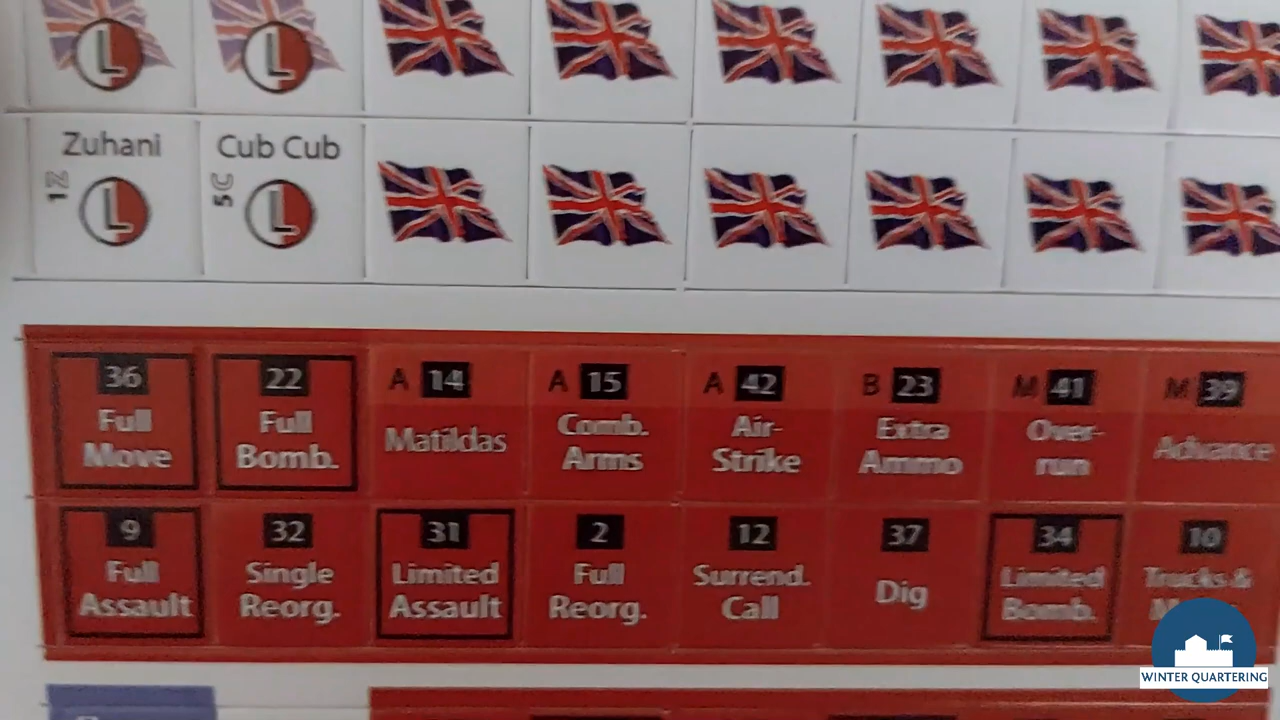 L L
Zuhani Cub Cub
1Z L 5C L
36 22 A 14 A 15 A 42 B 23 M 41 M 39
Full Full Matildas Comb. Air- Extra Over- Advance
Move Bomb. Arms Strike Ammo run
9 32 31 2 12 37 34 10
Full Single Limited Full Surrend. Dig Limited Trucks &
Assault Reorg. Assault Reorg. Call Bomb.
WINTER QUARTERING